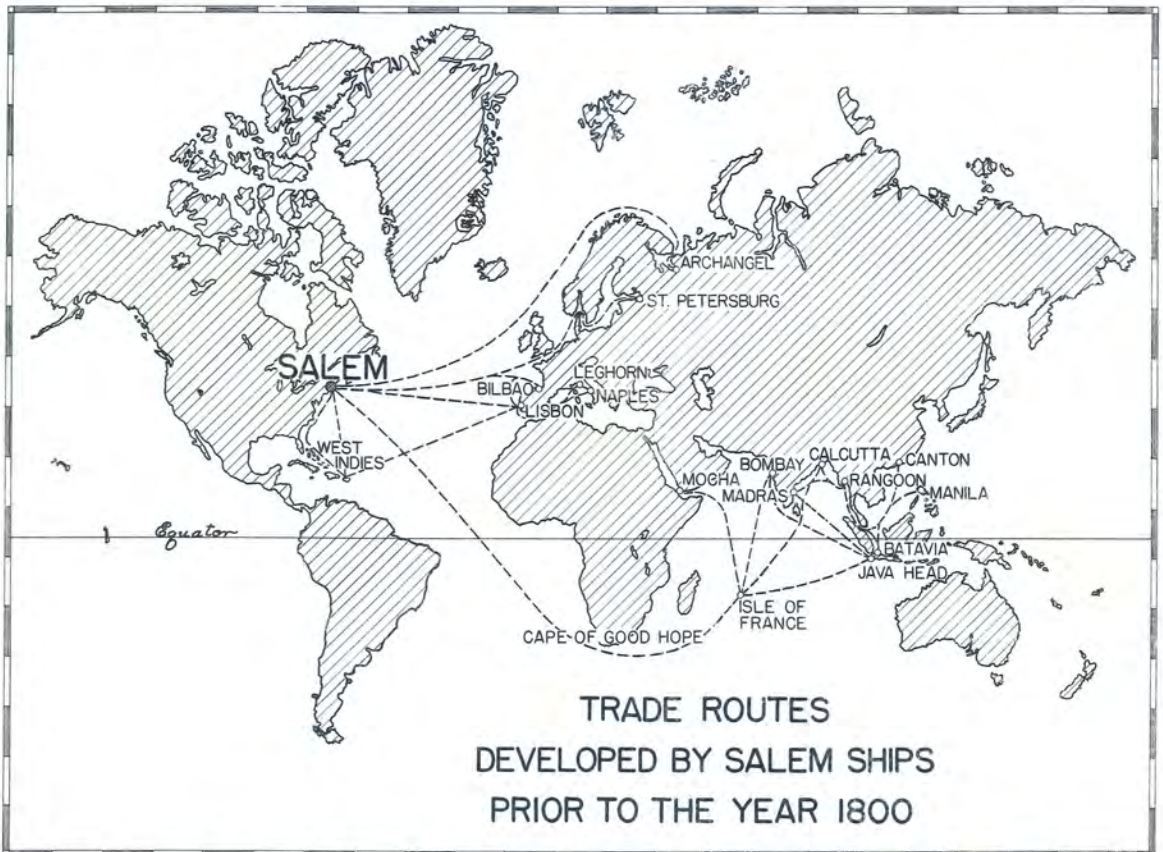 ARCHANGEL
ST. PETERSBURG
SALEM
LEGHORN
BILBAO
NAPLES
LISBON
WEST
INDIES
CALCUTTA
CANTON
BOMBAY
MOCHA
RANGOON
MADRAS
MANILA
Equator
BATAVIA
JAVA HEAD
ISLE OF
FRANCE
CAPE OF GOOD HOPE
TRADE ROUTES
DEVELOPED BY SALEM SHIPS
PRIOR TO THE YEAR 1800